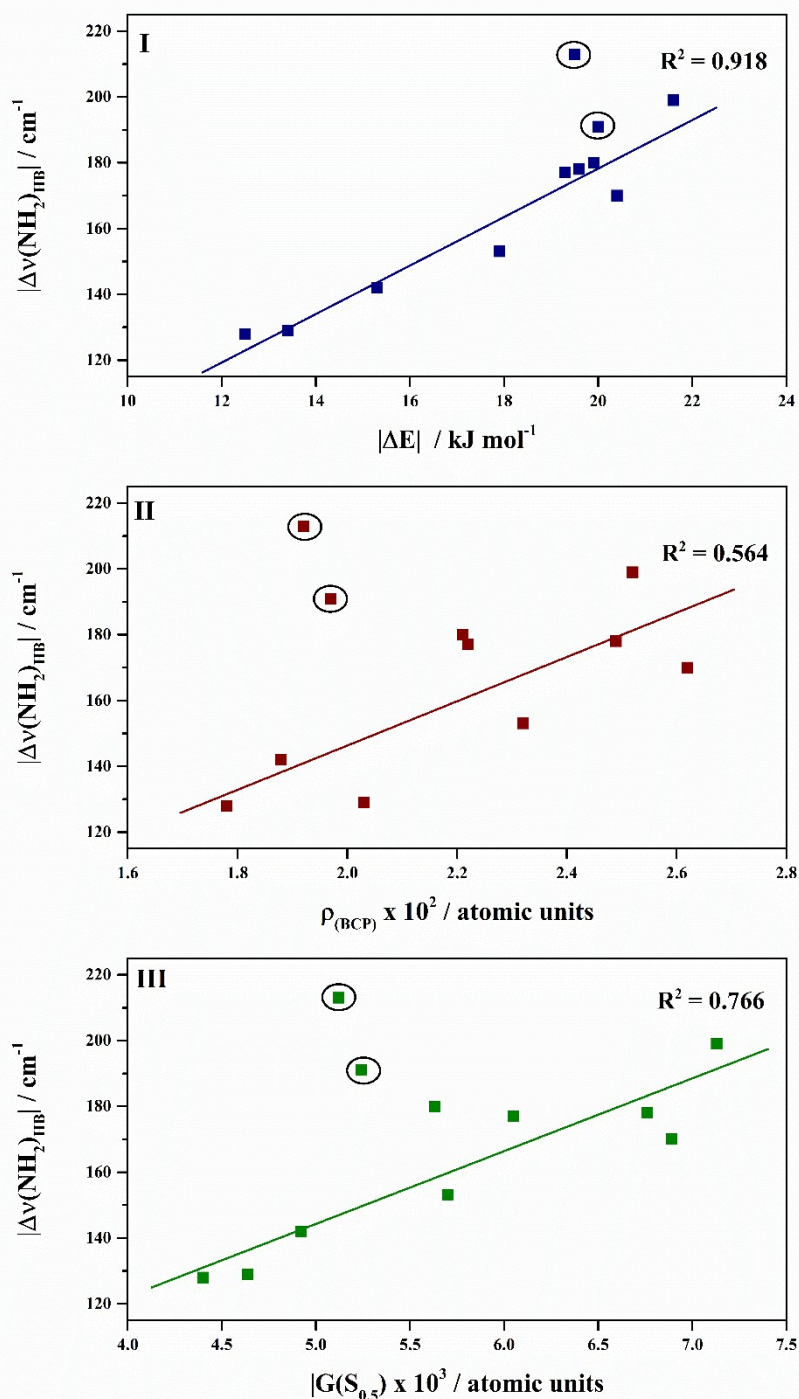 I
R² = 0.918
220
200
180
160
140
120
|Δν(NH₂)ₕᵦ| / cm⁻¹
10 12 14 16 18 20 22 24
|ΔE| / kJ mol⁻¹
II
R² = 0.564
220
200
180
160
140
120
|Δν(NH₂)ₕᵦ| / cm⁻¹
1.6 1.8 2.0 2.2 2.4 2.6 2.8
ρ(BCP) x 10² / atomic units
III
R² = 0.766
220
200
180
160
140
120
|Δν(NH₂)ₕᵦ| / cm⁻¹
4.0 4.5 5.0 5.5 6.0 6.5 7.0 7.5
|G(S₀.₅) x 10³ / atomic units